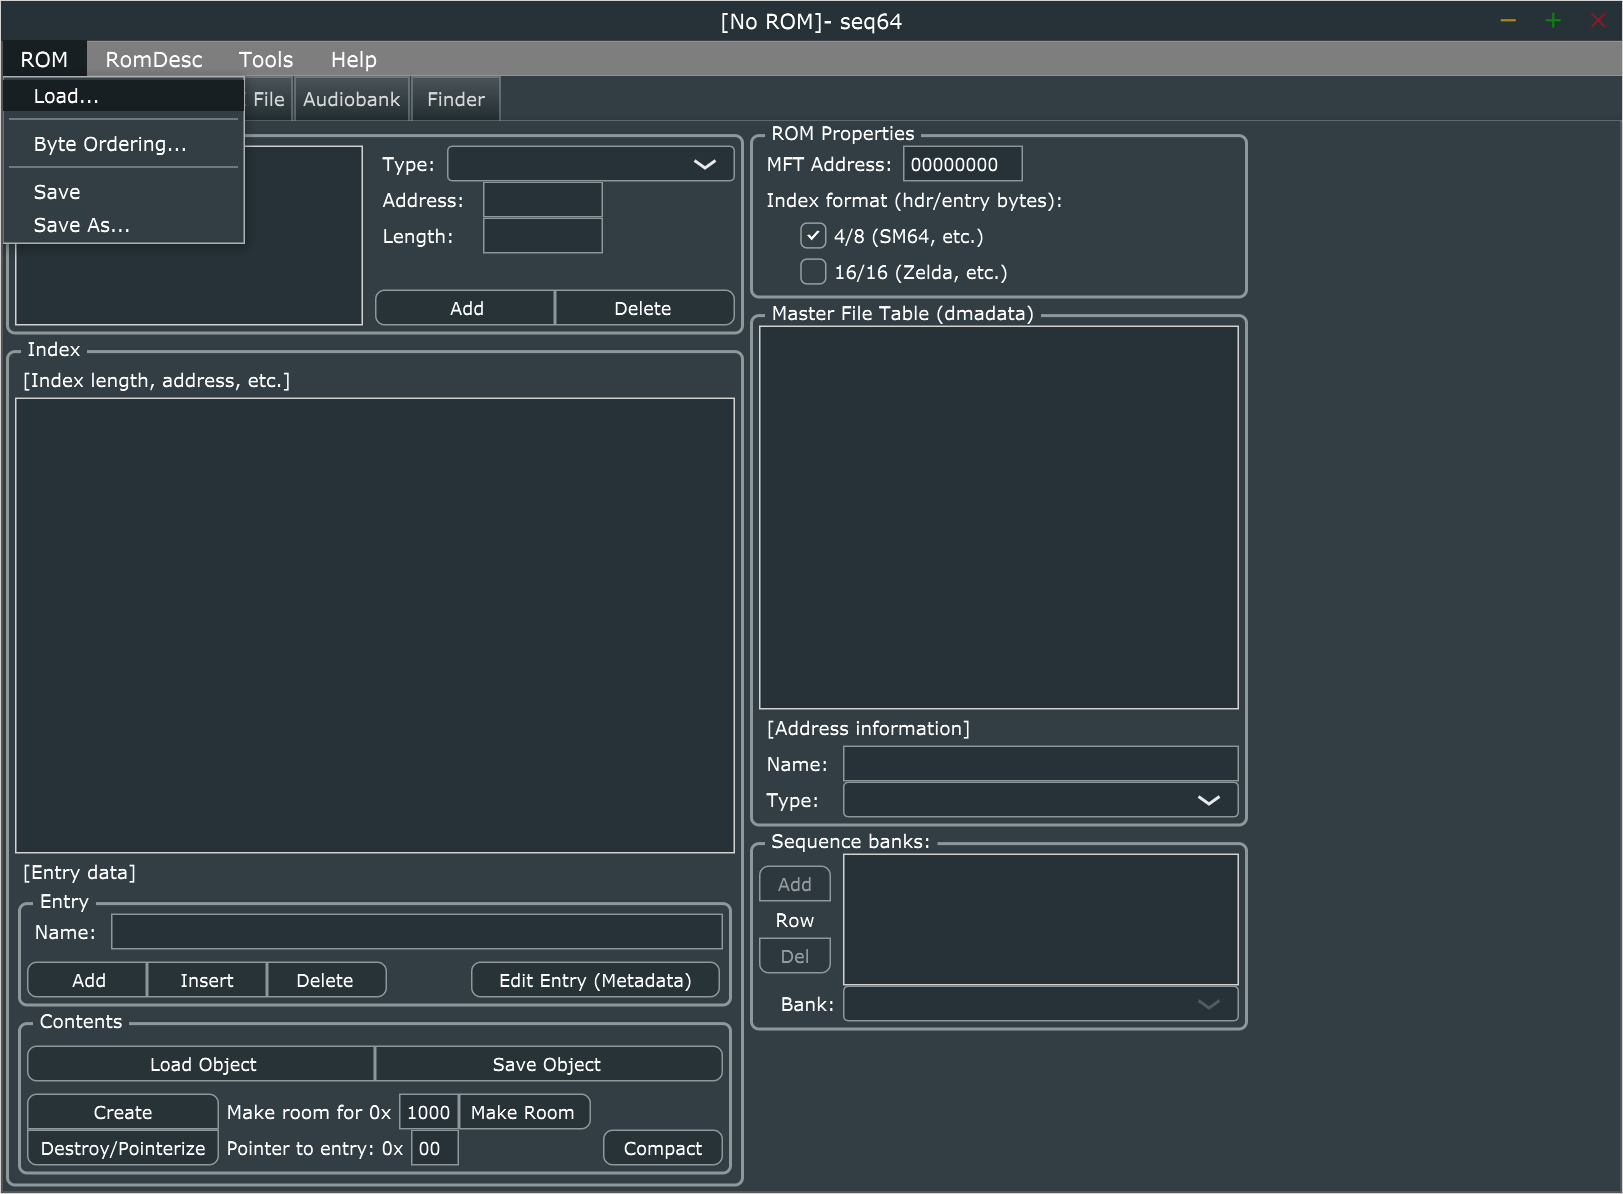 [No ROM]- seq64
ROM RomDesc Tools Help
Load...
Byte Ordering...
Save
Save As...
File Audiobank Finder
Type:
Address:
Length:
Add Delete
ROM Properties
MFT Address: 00000000
Index format (hdr/entry bytes):
4/8 (SM64, etc.)
16/16 (Zelda, etc.)
Index
[Index length, address, etc.]
[Entry data]
Entry
Name:
Add Insert Delete Edit Entry (Metadata)
Contents
Load Object Save Object
Create Make room for 0x 1000 Make Room
Destroy/Pointerize Pointer to entry: 0x 00 Compact
Master File Table (dmadata)
[Address information]
Name:
Type:
Sequence banks:
Add
Row
Del
Bank: